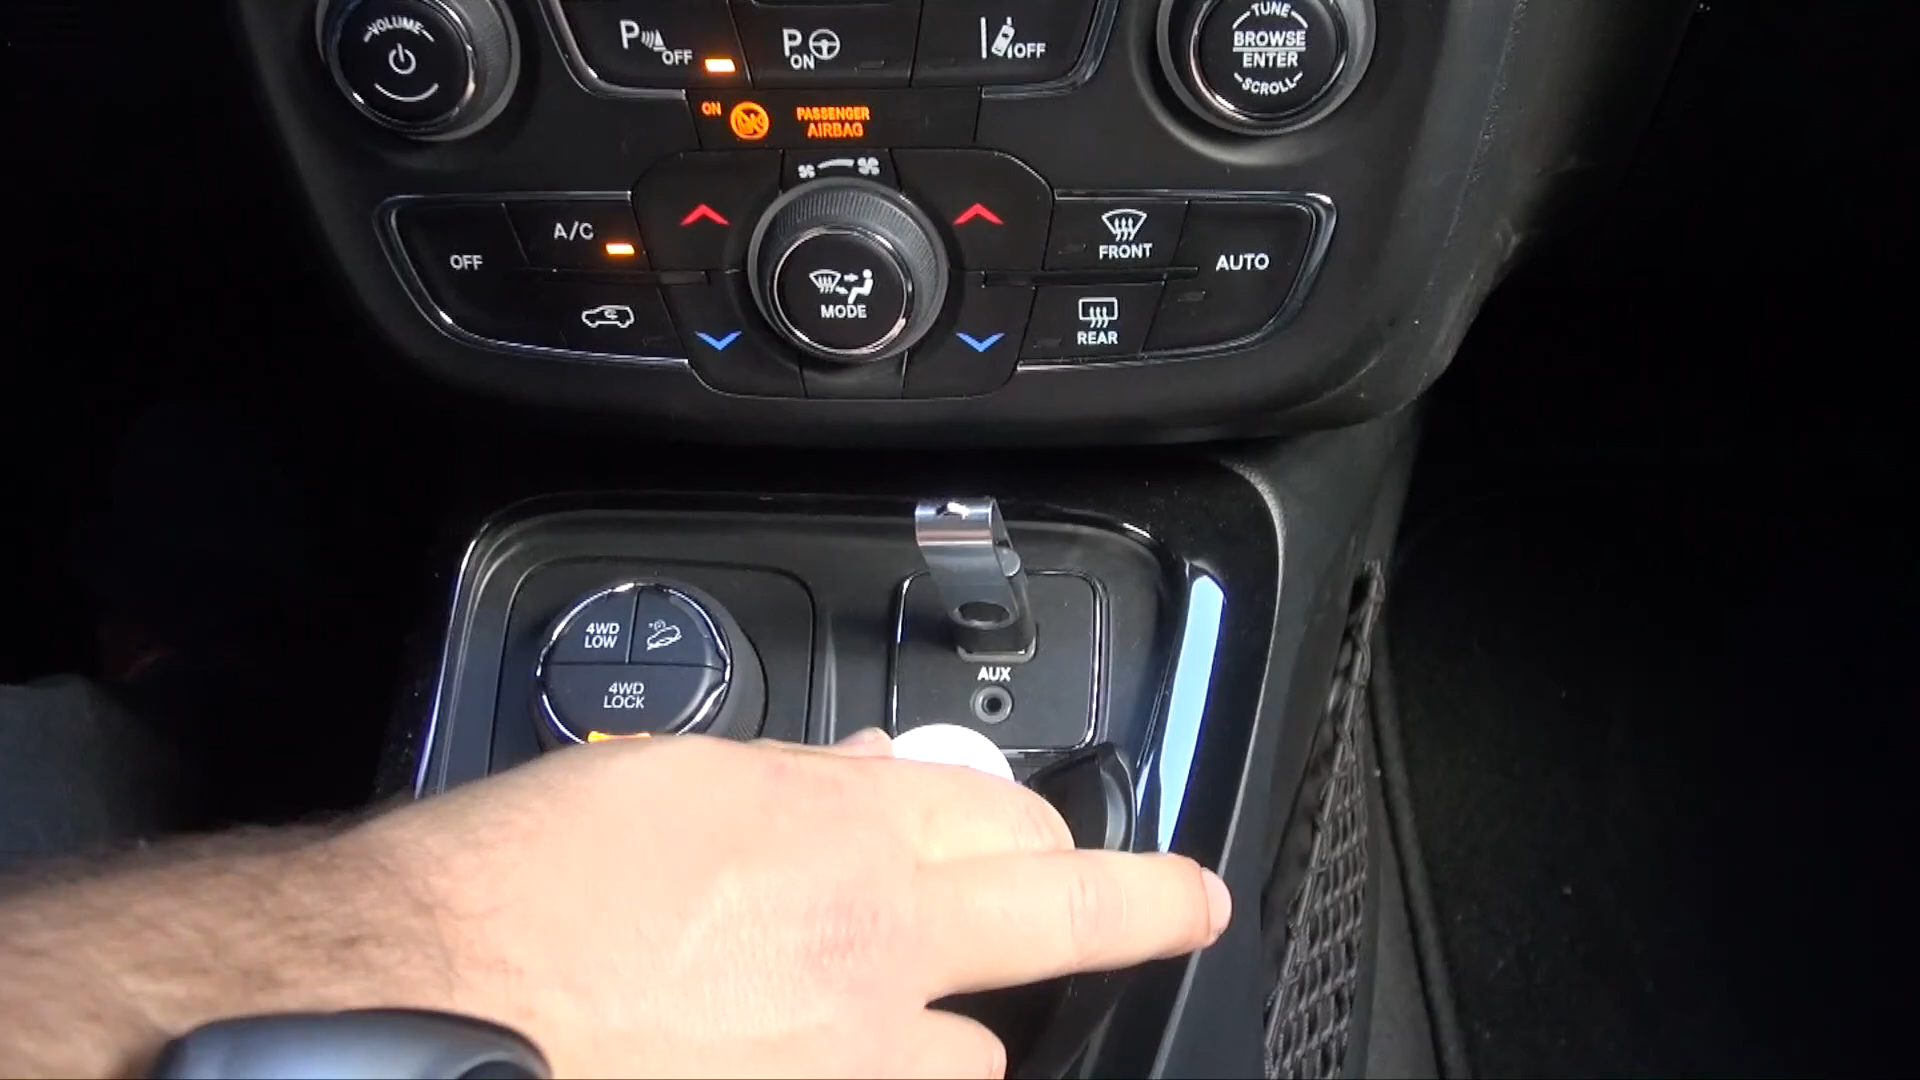 VOLUME
P OFF
P ON
OFF
TUNE
BROWSE
ENTER
SCROLL
ON
PASSENGER
AIRBAG
OFF
A/C
MODE
FRONT
REAR
AUTO
4WD
LOW
4WD
LOCK
AUX